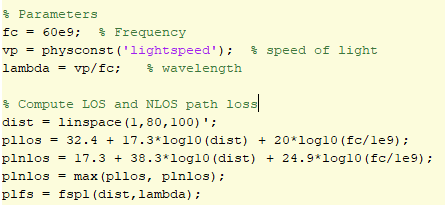 % Parameters
fc = 60e9;  % Frequency
vp = physconst('lightspeed');  % speed of light
lambda = vp/fc;   % wavelength
% Compute LOS and NLOS path loss
dist = linspace(1,80,100)';
pllos = 32.4 + 17.3*log10(dist) + 20*log10(fc/1e9);
plnlos = 17.3 + 38.3*log10(dist) + 24.9*log10(fc/1e9);
plnlos = max(pllos, plnlos);
plfs = fspl(dist,lambda);